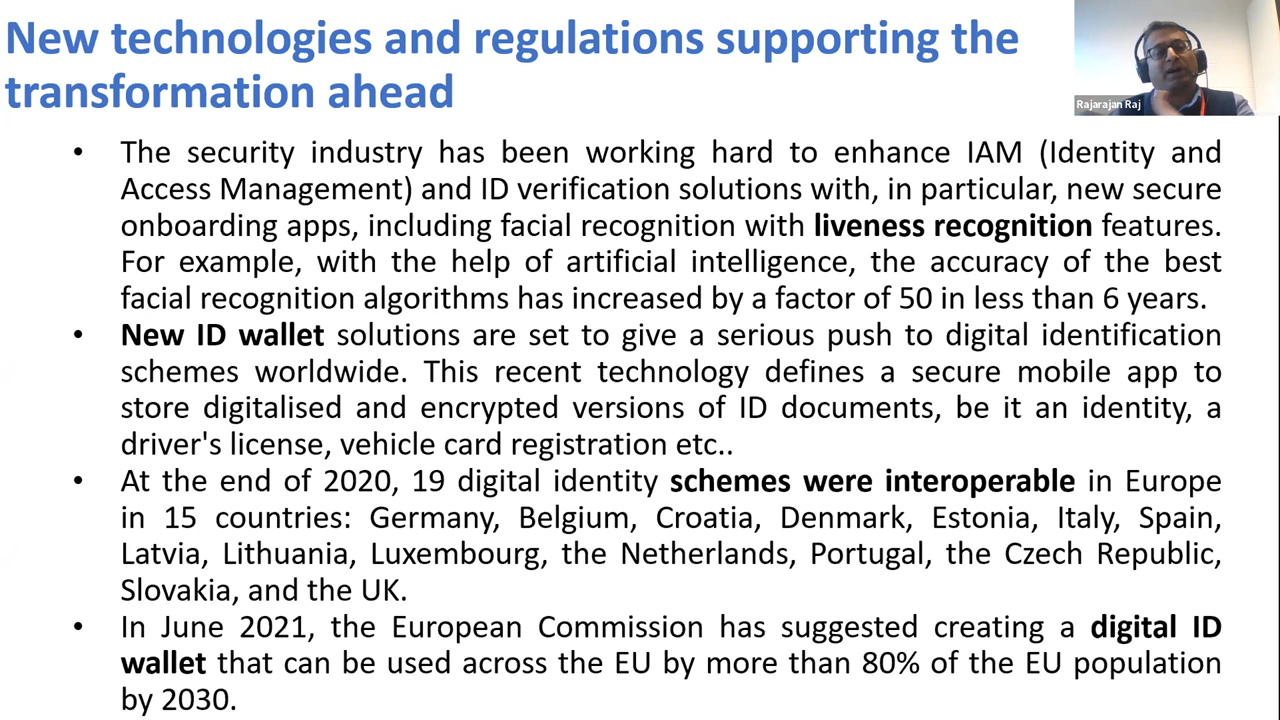 New technologies and regulations supporting the
transformation ahead
Rajarajan Raj
• The security industry has been working hard to enhance IAM (Identity and
Access Management) and ID verification solutions with, in particular, new secure
onboarding apps, including facial recognition with liveness recognition features.
For example, with the help of artificial intelligence, the accuracy of the best
facial recognition algorithms has increased by a factor of 50 in less than 6 years.
• New ID wallet solutions are set to give a serious push to digital identification
schemes worldwide. This recent technology defines a secure mobile app to
store digitalised and encrypted versions of ID documents, be it an identity, a
driver's license, vehicle card registration etc..
• At the end of 2020, 19 digital identity schemes were interoperable in Europe
in 15 countries: Germany, Belgium, Croatia, Denmark, Estonia, Italy, Spain,
Latvia, Lithuania, Luxembourg, the Netherlands, Portugal, the Czech Republic,
Slovakia, and the UK.
• In June 2021, the European Commission has suggested creating a digital ID
wallet that can be used across the EU by more than 80% of the EU population
by 2030.